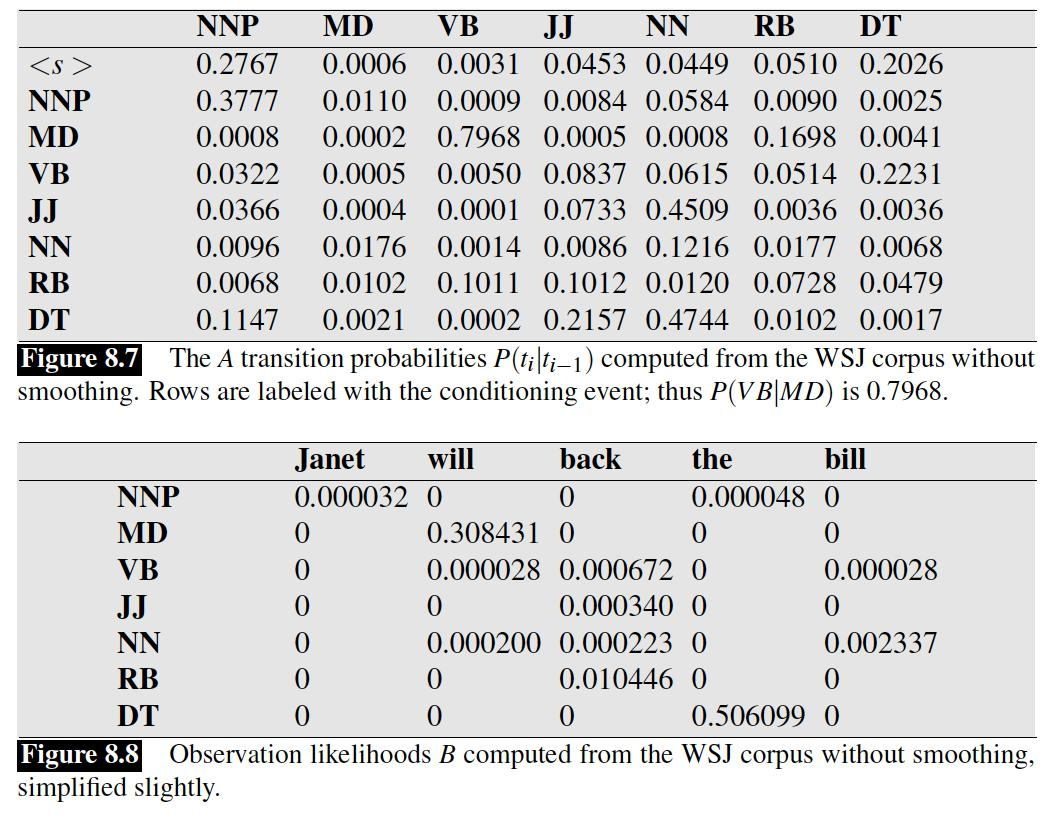 NNP MD VB JJ NN RB DT
<s > 0.2767 0.0006 0.0031 0.0453 0.0449 0.0510 0.2026
NNP 0.3777 0.0110 0.0009 0.0084 0.0584 0.0090 0.0025
MD 0.0008 0.0002 0.7968 0.0005 0.0008 0.1698 0.0041
VB 0.0322 0.0005 0.0050 0.0837 0.0615 0.0514 0.2231
JJ 0.0366 0.0004 0.0001 0.0733 0.4509 0.0036 0.0036
NN 0.0096 0.0176 0.0014 0.0086 0.1216 0.0177 0.0068
RB 0.0068 0.0102 0.1011 0.1012 0.0120 0.0728 0.0479
DT 0.1147 0.0021 0.0002 0.2157 0.4744 0.0102 0.0017
Figure 8.7 The A transition probabilities P(tᵢ|tᵢ₋₁) computed from the WSJ corpus without
smoothing. Rows are labeled with the conditioning event; thus P(VB|MD) is 0.7968.
Janet will back the bill
NNP 0.000032 0 0 0.000048 0
MD 0 0.308431 0 0 0
VB 0 0.000028 0.000672 0 0.000028
JJ 0 0 0.000340 0 0
NN 0 0.000200 0.000223 0 0.002337
RB 0 0 0.010446 0 0
DT 0 0 0 0.506099 0
Figure 8.8 Observation likelihoods B computed from the WSJ corpus without smoothing,
simplified slightly.